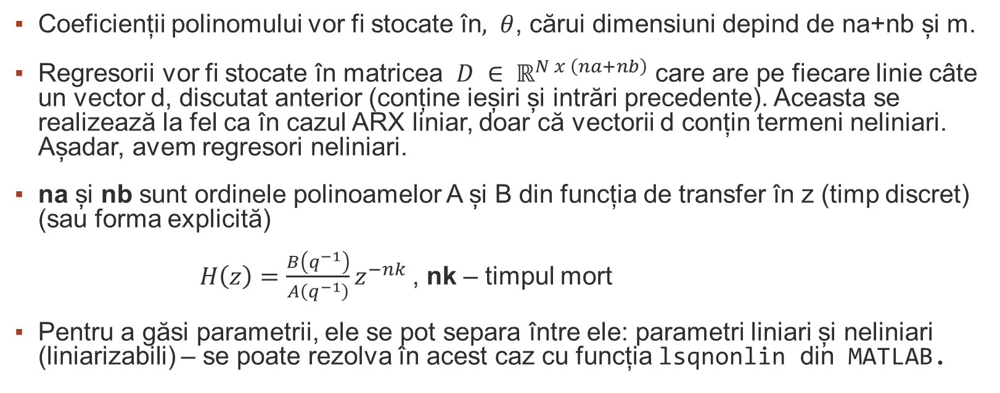 ▪ Coeficienții polinomului vor fi stocate în, θ, cărui dimensiuni depind de na+nb și m.
▪ Regresorii vor fi stocate în matricea D ∈ ℝ^{N x (na+nb)} care are pe fiecare linie câte
un vector d, discutat anterior (conține ieșiri și intrări precedente). Aceasta se
realizează la fel ca în cazul ARX liniar, doar că vectorii d conțin termeni neliniari.
Așadar, avem regresori neliniari.
▪ na și nb sunt ordinele polinoamelor A și B din funcția de transfer în z (timp discret)
(sau forma explicită)
H(z) = B(q⁻¹)/A(q⁻¹) z^{−nk} , nk – timpul mort
▪ Pentru a găsi parametrii, ele se pot separa între ele: parametri liniari și neliniari
(liniarizabili) – se poate rezolva în acest caz cu funcția lsqnonlin din MATLAB.